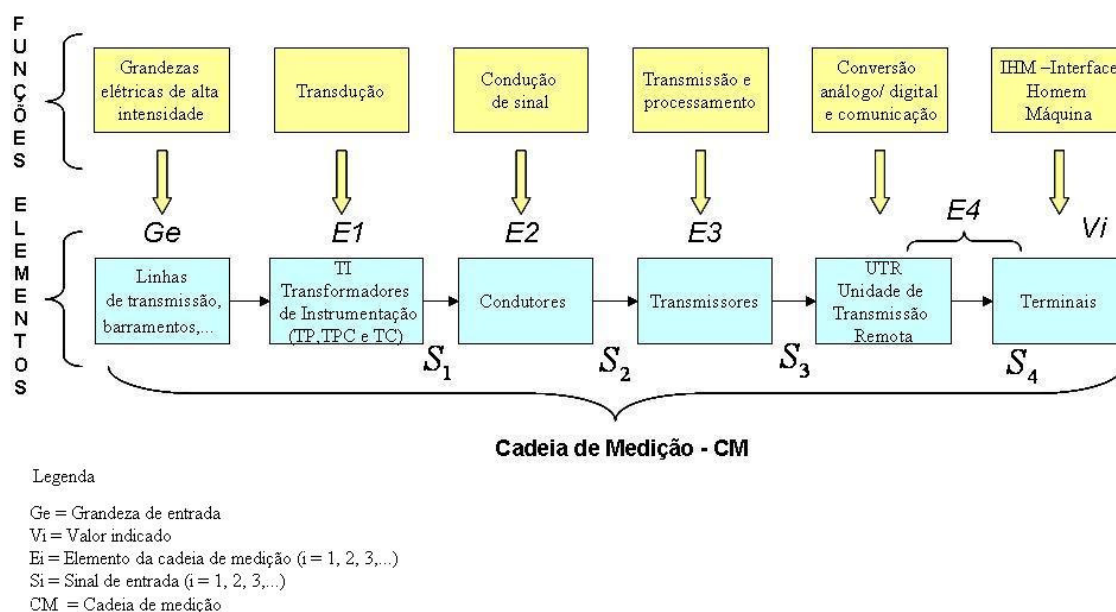 FUNÇÕES
Grandezas
elétricas de alta
intensidade
Transdução
Condução
de sinal
Transmissão e
processamento
Conversão
análogo/ digital
e comunicação
IHM –Interface
Homem
Máquina
ELEMENTOS
Ge
E1
E2
E3
E4
Vi
Linhas
de transmissão,
barramentos,...
TI
Transformadores
de Instrumentação
(TP,TPC e TC)
Condutores
Transmissores
UTR
Unidade de
Transmissão
Remota
Terminais
S1
S2
S3
S4
Cadeia de Medição - CM
Legenda
Ge = Grandeza de entrada
Vi = Valor indicado
Ei = Elemento da cadeia de medição (i = 1, 2, 3,...)
Si = Sinal de entrada (i = 1, 2, 3,...)
CM = Cadeia de medição